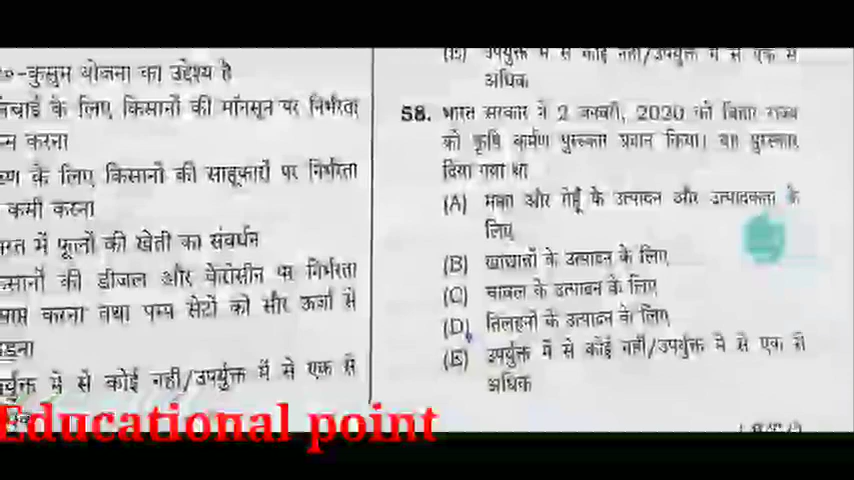 -कुसुम योजना का उद्देश्य है
के लिए किसानों की मॉनसून पर निर्भरता
करना
के लिए किसानों की साहूकारों पर निर्भरता
कमी करना
में फूलों की खेती का संवर्धन
की डीजल और केरोसीन पर निर्भरता
करना तथा पम्प सेटों को सौर ऊर्जा से
में से कोई नहीं/उपर्युक्त में से एक से
(E) उपर्युक्त में से कोई नहीं/उपर्युक्त में से एक से
अधिक
58. भारत सरकार ने 2 जनवरी, 2020 को बिहार राज्य
को कृषि कर्मण पुरस्कार प्रदान किया। यह पुरस्कार
दिया गया था
(A) मक्का और गेहूँ के उत्पादन और उत्पादकता के
लिए
(B) खाद्यान्नों के उत्पादन के लिए
(C) चावल के उत्पादन के लिए
(D) तिलहनों के उत्पादन के लिए
(E) उपर्युक्त में से कोई नहीं/उपर्युक्त में से एक से
अधिक
Educational point